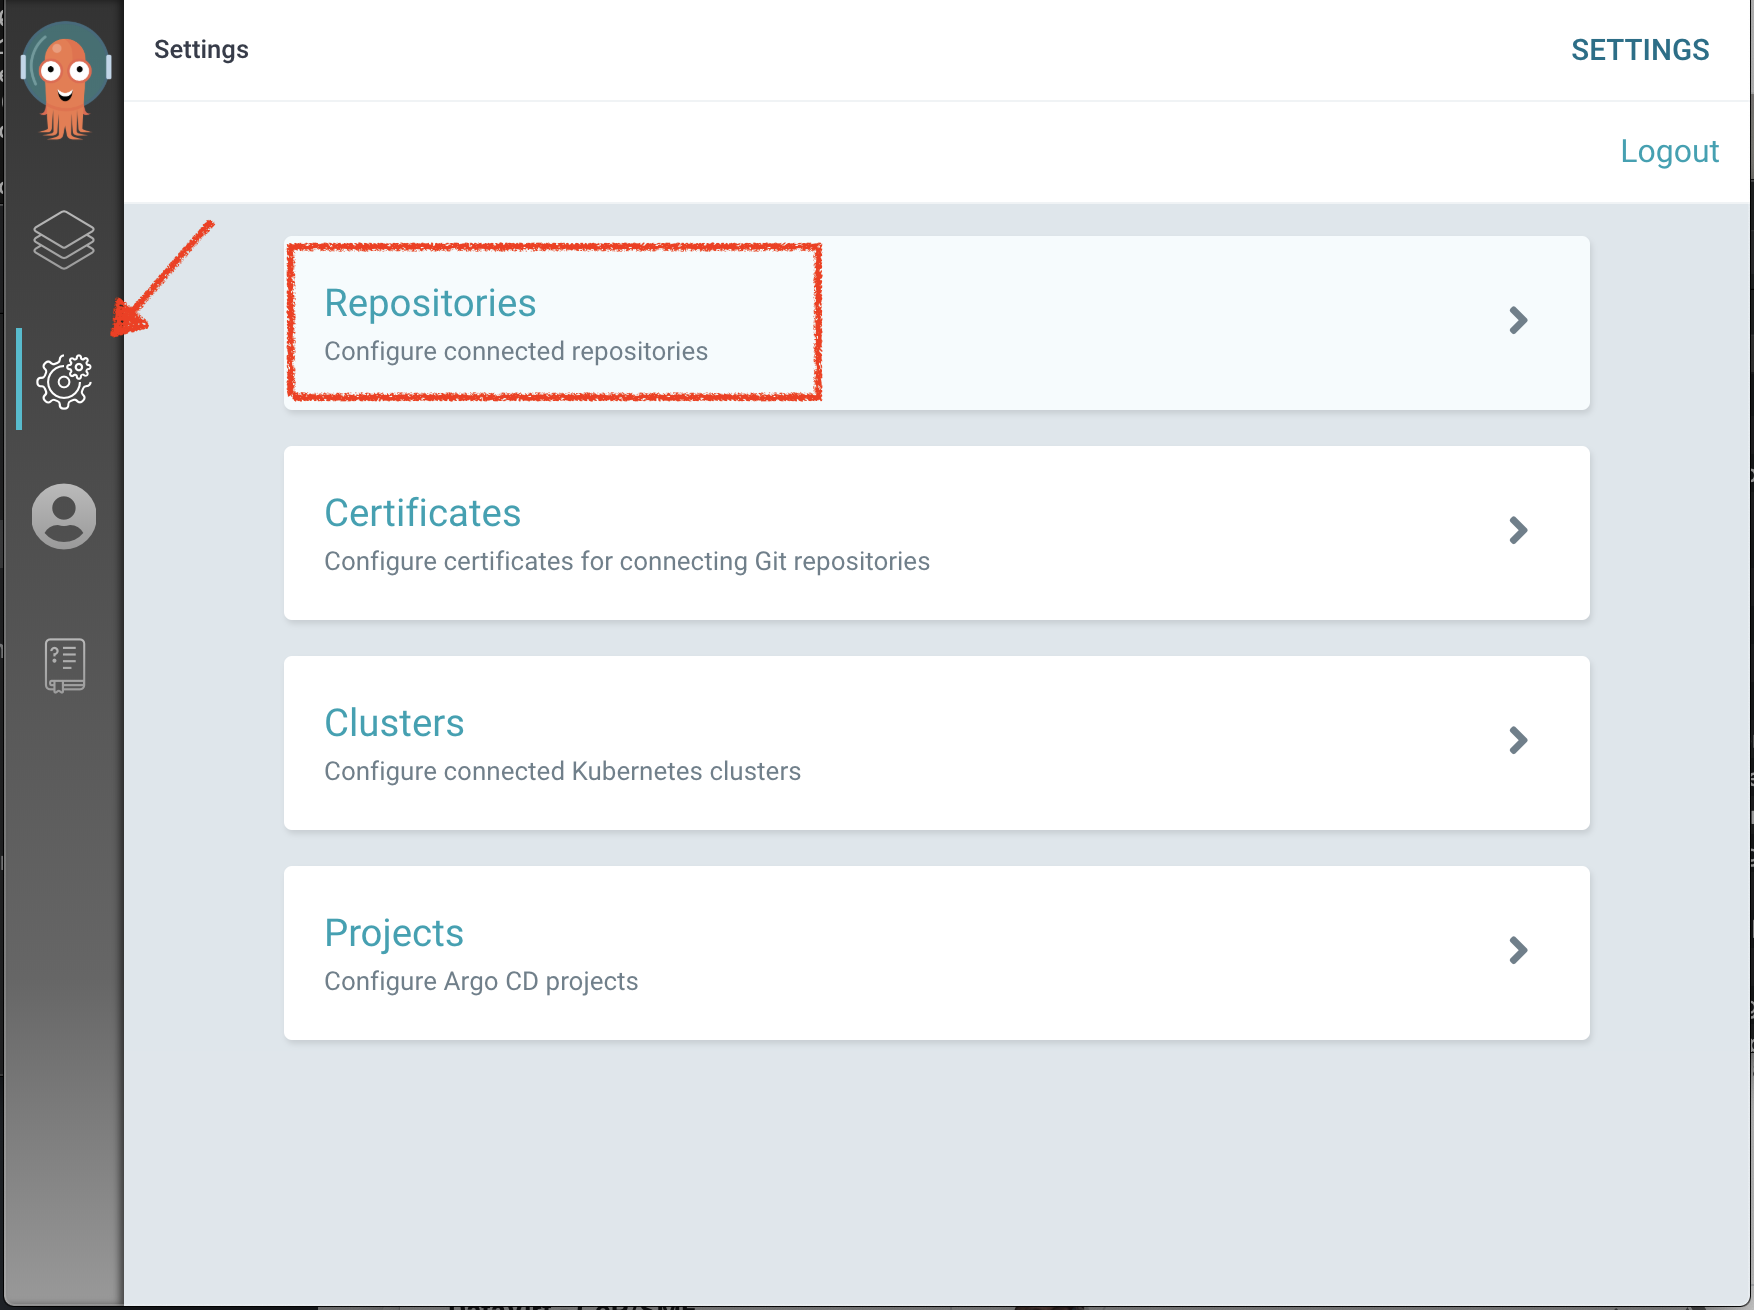 Settings
SETTINGS
Logout
Repositories
Configure connected repositories
Certificates
Configure certificates for connecting Git repositories
Clusters
Configure connected Kubernetes clusters
Projects
Configure Argo CD projects